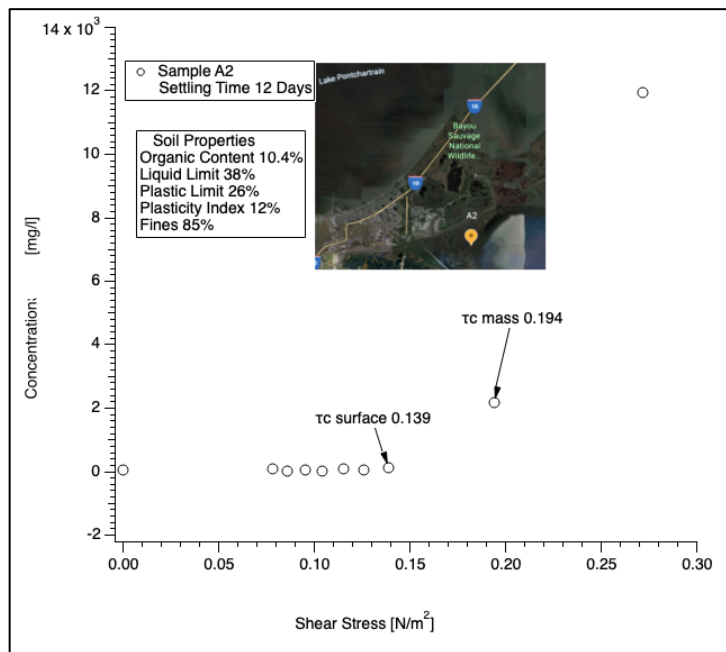 14 x 10³
12
10
8
6
4
2
0
-2
Concentration: [mg/l]
Sample A2
Settling Time 12 Days
Soil Properties
Organic Content 10.4%
Liquid Limit 38%
Plastic Limit 26%
Plasticity Index 12%
Fines 85%
Lake Pontchartrain
10
Bayou
Sauvage
National
Wildlife...
10
A2
τc mass 0.194
τc surface 0.139
0.00
0.05
0.10
0.15
0.20
0.25
0.30
Shear Stress [N/m²]